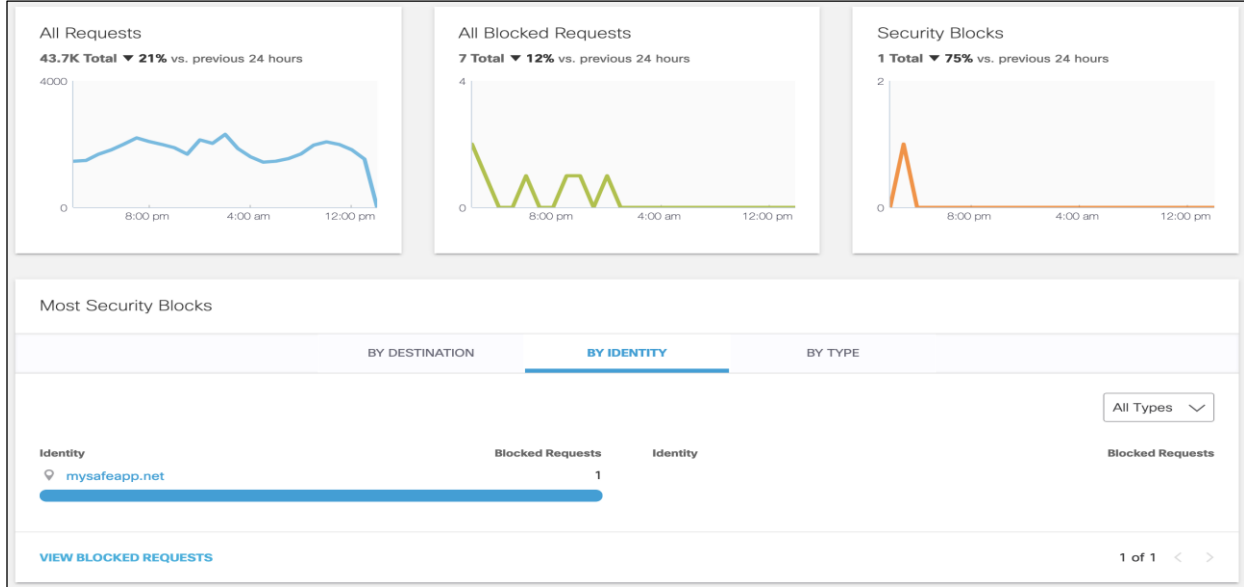 All Requests
43.7K Total ▼ 21% vs. previous 24 hours
4000
0
8:00 pm 4:00 am 12:00 pm
All Blocked Requests
7 Total ▼ 12% vs. previous 24 hours
4
0
8:00 pm 4:00 am 12:00 pm
Security Blocks
1 Total ▼ 75% vs. previous 24 hours
2
0
8:00 pm 4:00 am 12:00 pm
Most Security Blocks
BY DESTINATION BY IDENTITY BY TYPE
All Types
Identity Blocked Requests Identity Blocked Requests
mysafeapp.net 1
VIEW BLOCKED REQUESTS 1 of 1 < >